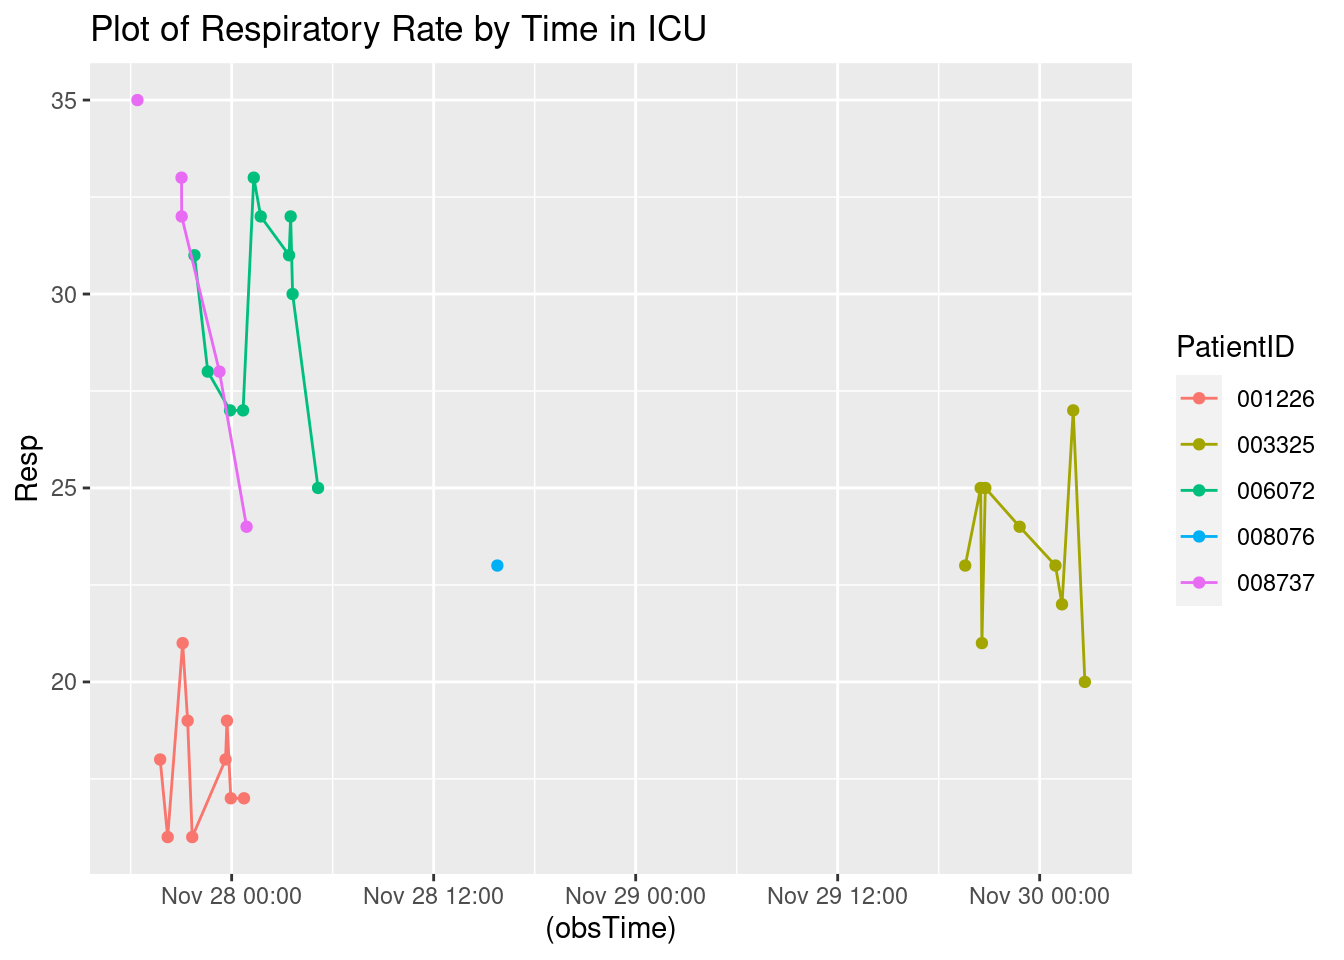 Plot of Respiratory Rate by Time in ICU
35
30
25
20
Resp
Nov 28 00:00
Nov 28 12:00
Nov 29 00:00
Nov 29 12:00
Nov 30 00:00
(obsTime)
PatientID
001226
003325
006072
008076
008737